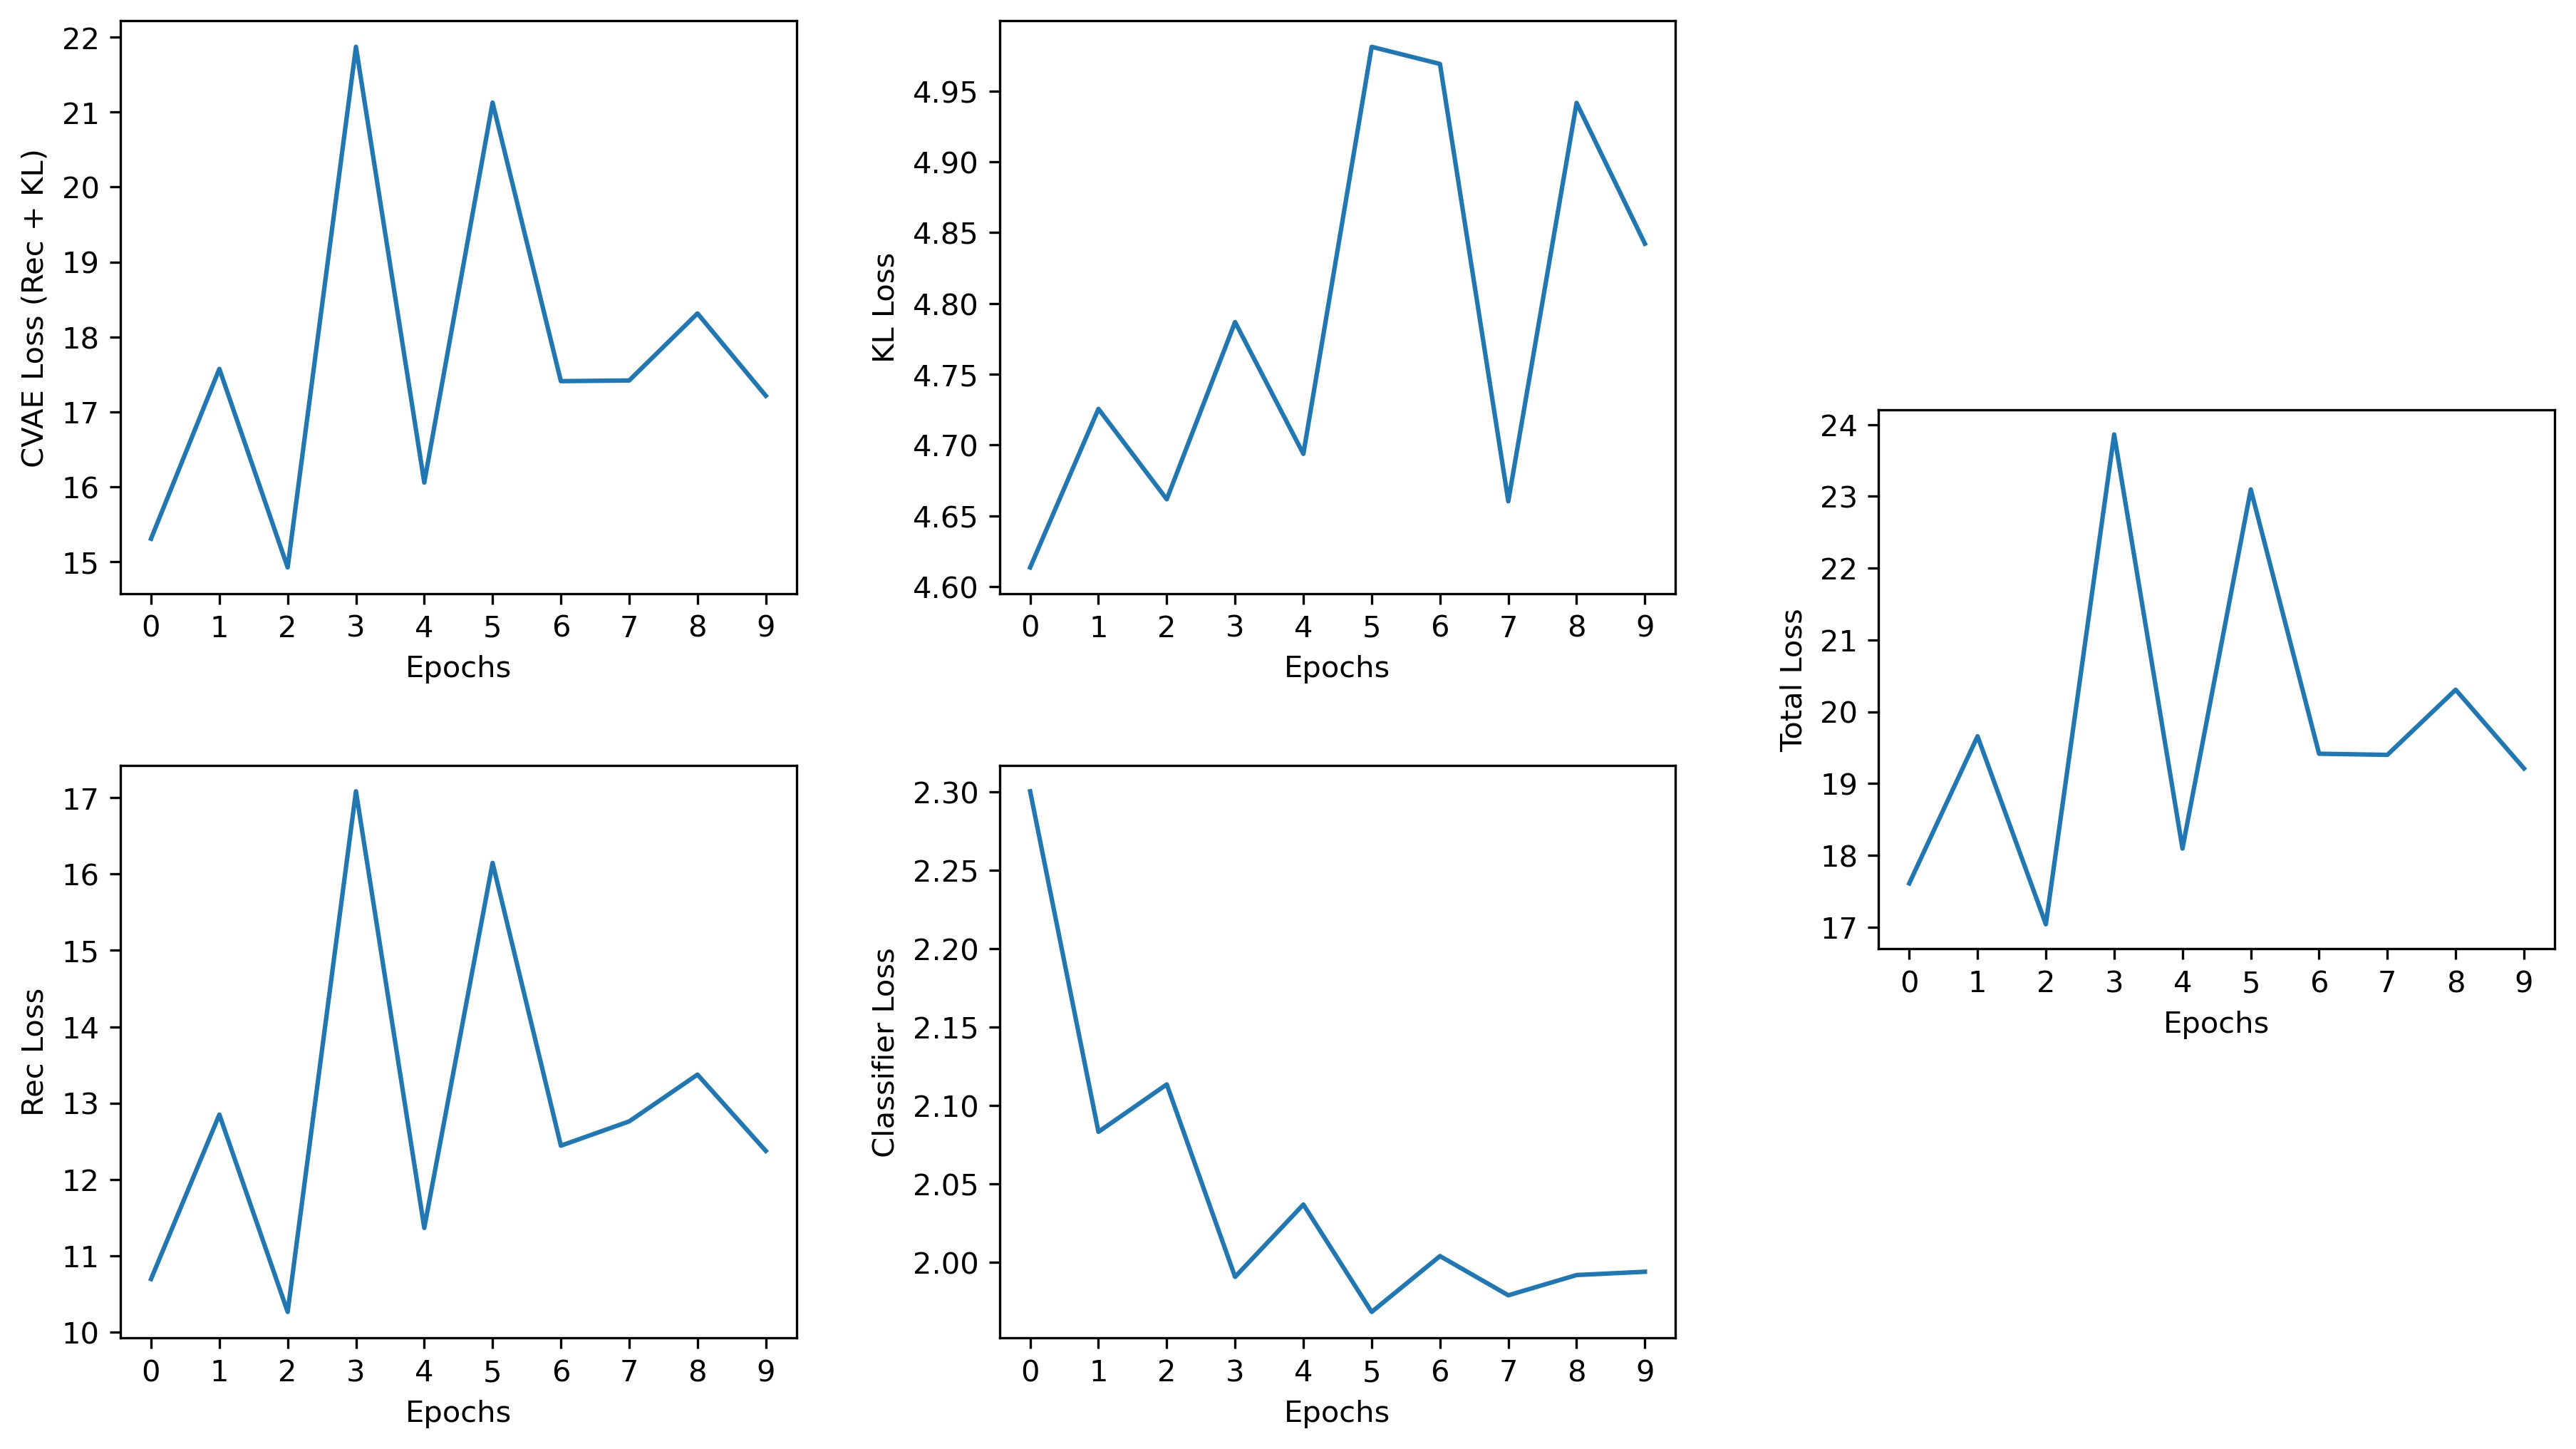 CVAE Loss (Rec + KL)
22
21
20
19
18
17
16
15
0 1 2 3 4 5 6 7 8 9
Epochs
KL Loss
4.95
4.90
4.85
4.80
4.75
4.70
4.65
4.60
0 1 2 3 4 5 6 7 8 9
Epochs
Rec Loss
17
16
15
14
13
12
11
10
0 1 2 3 4 5 6 7 8 9
Epochs
Classifier Loss
2.30
2.25
2.20
2.15
2.10
2.05
2.00
0 1 2 3 4 5 6 7 8 9
Epochs
Total Loss
24
23
22
21
20
19
18
17
0 1 2 3 4 5 6 7 8 9
Epochs